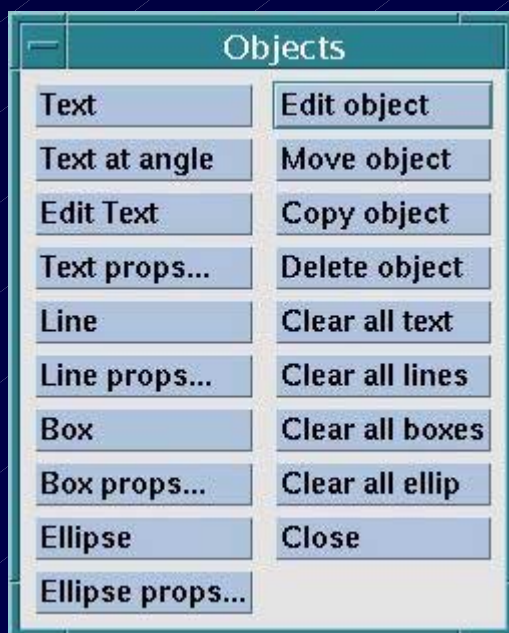 Objects
Text
Text at angle
Edit Text
Text props...
Line
Line props...
Box
Box props...
Ellipse
Ellipse props...
Edit object
Move object
Copy object
Delete object
Clear all text
Clear all lines
Clear all boxes
Clear all ellip
Close